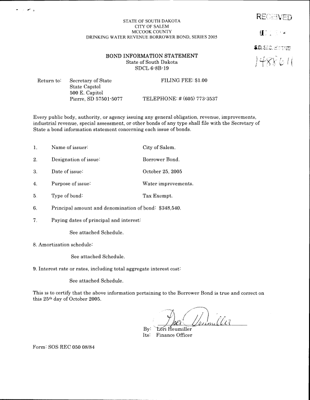 STATE OF SOUTH DAKOTA
CITY OF SALEM
MCCOOK COUNTY
DRINKING WATER REVENUE BORROWER BOND, SERIES 2005
RECEIVED
BOND INFORMATION STATEMENT
State of South Dakota
SDCL 6-8B-19
Return to: Secretary of State FILING FEE: $1.00
State Capitol
500 E. Capitol
Pierre, SD 57501-5077 TELEPHONE: # (605) 773-3537
Every public body, authority, or agency issuing any general obligation, revenue, improvements,
industrial revenue, special assessment, or other bonds of any type shall file with the Secretary of
State a bond information statement concerning each issue of bonds.
1. Name of issuer: City of Salem.
2. Designation of issue: Borrower Bond.
3. Date of issue: October 25, 2005
4. Purpose of issue: Water improvements.
5 Type of bond: Tax Exempt.
6. Principal amount and denomination of bond: $348,540.
7. Paying dates of principal and interest:
See attached Schedule.
8. Amortization schedule:
See attached Schedule.
9. Interest rate or rates, including total aggregate interest cost:
See attached Schedule.
This is to certify that the above information pertaining to the Borrower Bond is true and correct on
this 25th day of October 2005.
By: Lori Heumiller
Its: Finance Officer
Form: SOS REC 050 08/84